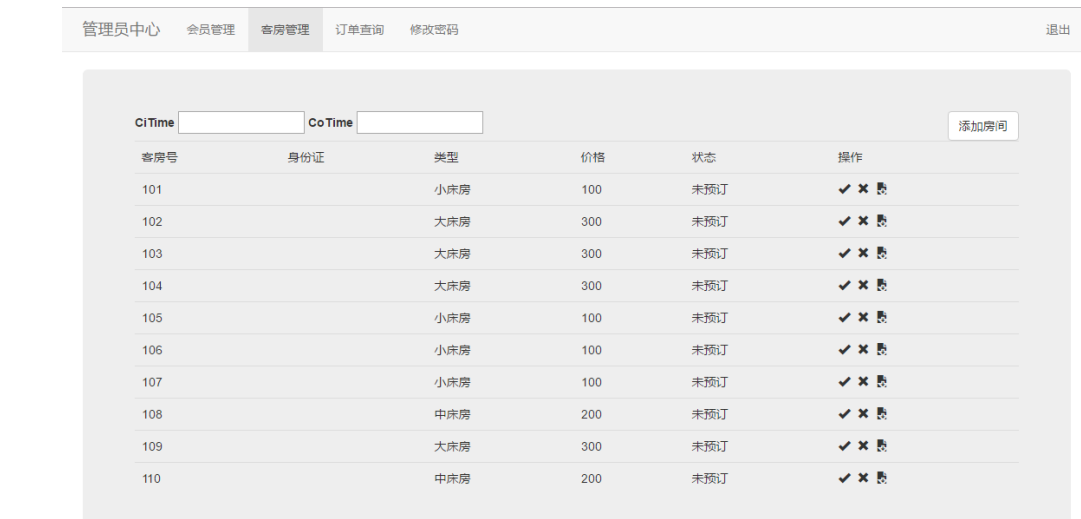 管理员中心 会员管理 客房管理 订单查询 修改密码 退出
CiTime CoTime 添加房间
客房号 身份证 类型 价格 状态 操作
101 小床房 100 未预订
102 大床房 300 未预订
103 大床房 300 未预订
104 大床房 300 未预订
105 小床房 100 未预订
106 小床房 100 未预订
107 小床房 100 未预订
108 中床房 200 未预订
109 大床房 300 未预订
110 中床房 200 未预订